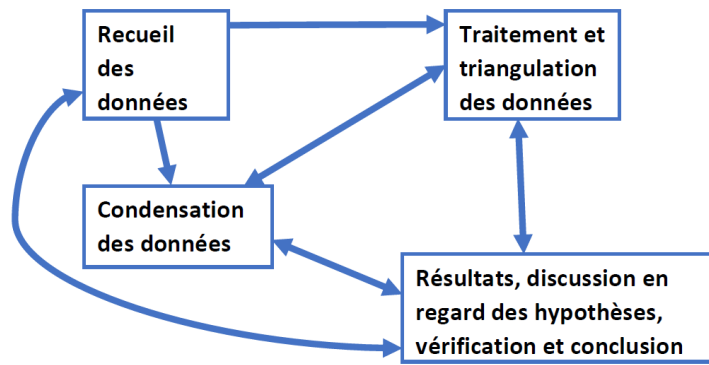 Recueil
des
données
Traitement et
triangulation
des données
Condensation
des données
Résultats, discussion en
regard des hypothèses,
vérification et conclusion